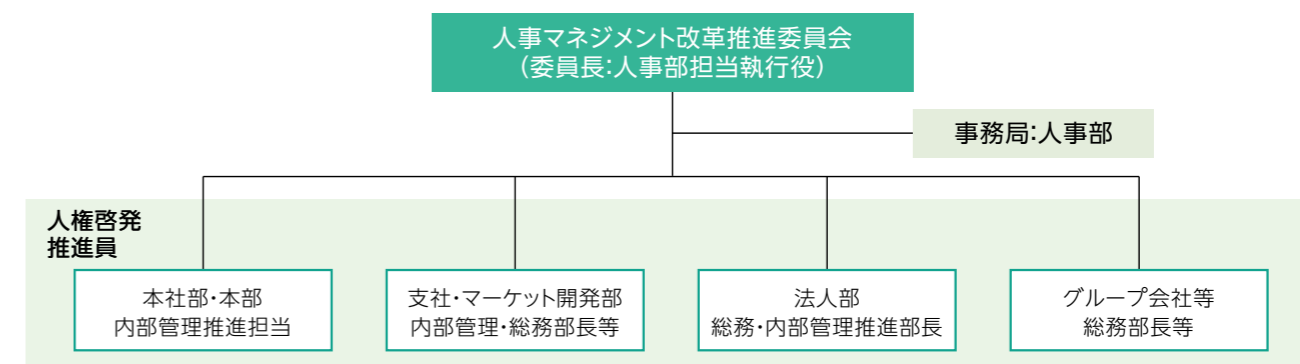 人事マネジメント改革推進委員会
（委員長：人事部担当執行役）
事務局：人事部
人権啓発
推進員
本社部・本部
内部管理推進担当
支社・マーケット開発部
内部管理・総務部長等
法人部
総務・内部管理推進部長
グループ会社等
総務部長等